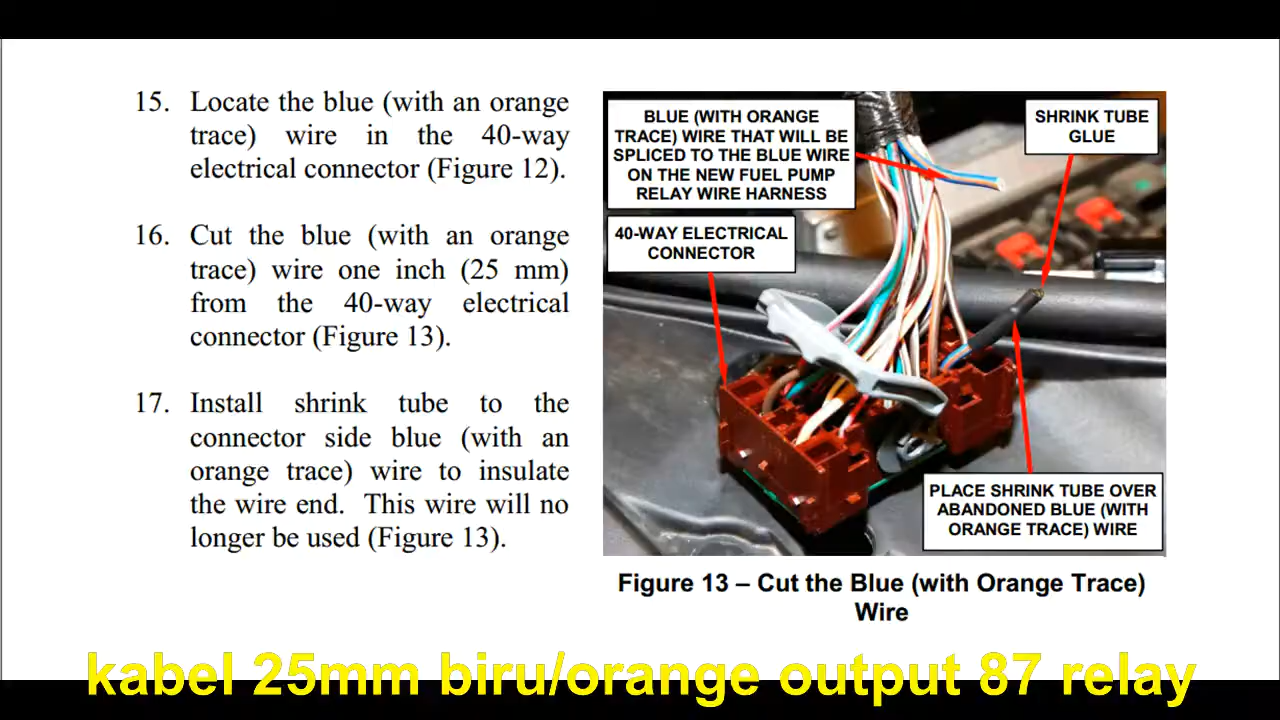 15. Locate the blue (with an orange
trace) wire in the 40-way
electrical connector (Figure 12).
16. Cut the blue (with an orange
trace) wire one inch (25 mm)
from the 40-way electrical
connector (Figure 13).
17. Install shrink tube to the
connector side blue (with an
orange trace) wire to insulate
the wire end. This wire will no
longer be used (Figure 13).
BLUE (WITH ORANGE
TRACE) WIRE THAT WILL BE
SPLICED TO THE BLUE WIRE
ON THE NEW FUEL PUMP
RELAY WIRE HARNESS
SHRINK TUBE
GLUE
40-WAY ELECTRICAL
CONNECTOR
PLACE SHRINK TUBE OVER
ABANDONED BLUE (WITH
ORANGE TRACE) WIRE
Figure 13 – Cut the Blue (with Orange Trace)
Wire
kabel 25mm biru/orange output 87 relay